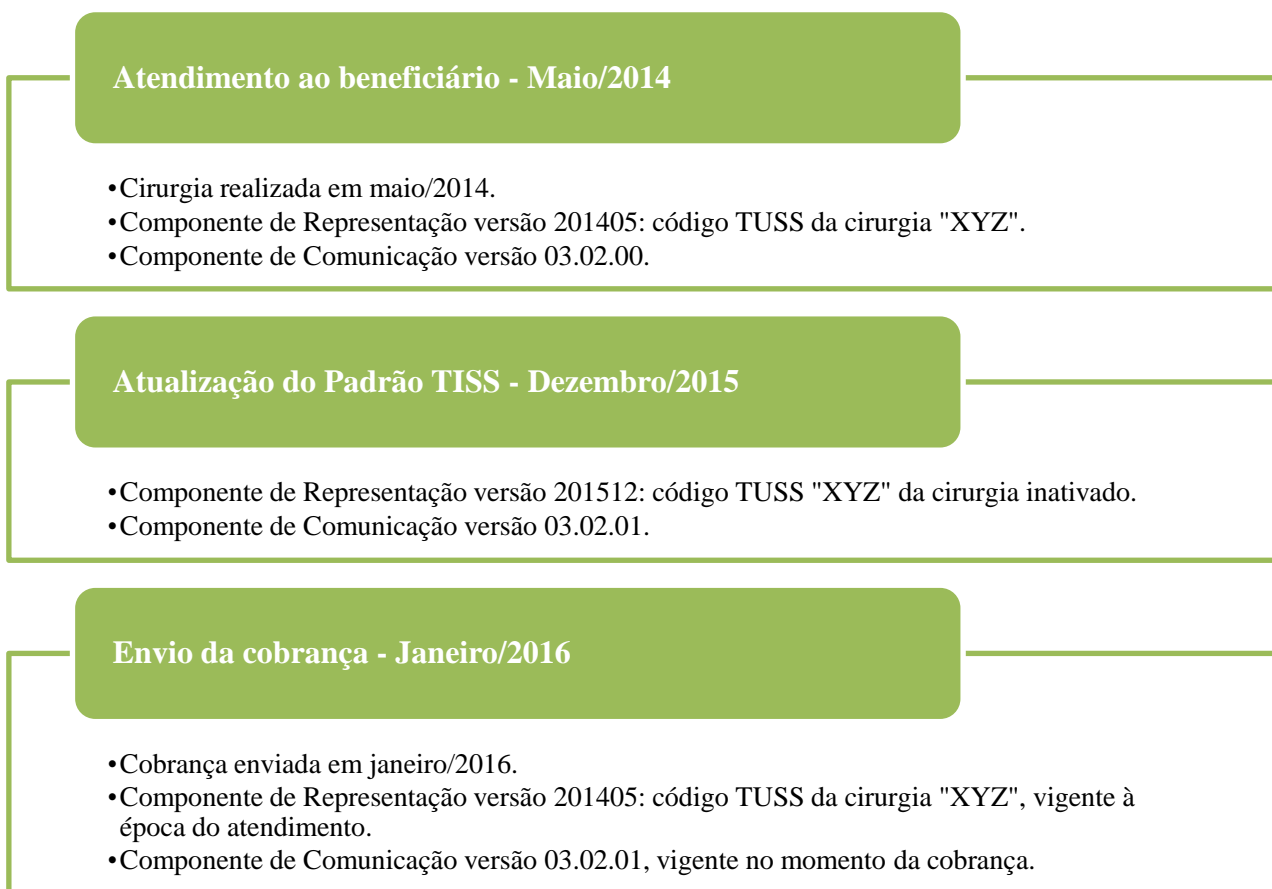 Atendimento ao beneficiário - Maio/2014
•Cirurgia realizada em maio/2014.
•Componente de Representação versão 201405: código TUSS da cirurgia "XYZ".
•Componente de Comunicação versão 03.02.00.
Atualização do Padrão TISS - Dezembro/2015
•Componente de Representação versão 201512: código TUSS "XYZ" da cirurgia inativado.
•Componente de Comunicação versão 03.02.01.
Envio da cobrança - Janeiro/2016
•Cobrança enviada em janeiro/2016.
•Componente de Representação versão 201405: código TUSS da cirurgia "XYZ", vigente à
época do atendimento.
•Componente de Comunicação versão 03.02.01, vigente no momento da cobrança.